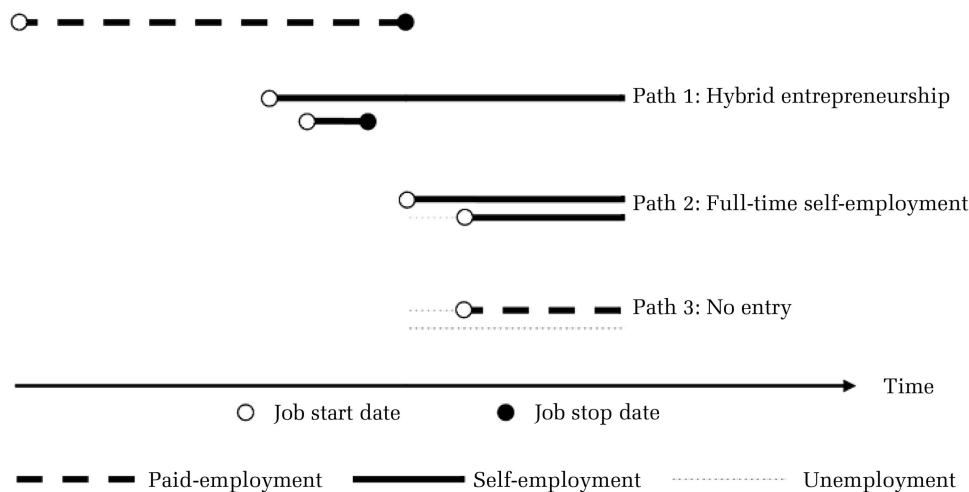 Path 1: Hybrid entrepreneurship
Path 2: Full-time self-employment
Path 3: No entry
Time
Job start date
Job stop date
Paid-employment
Self-employment
Unemployment